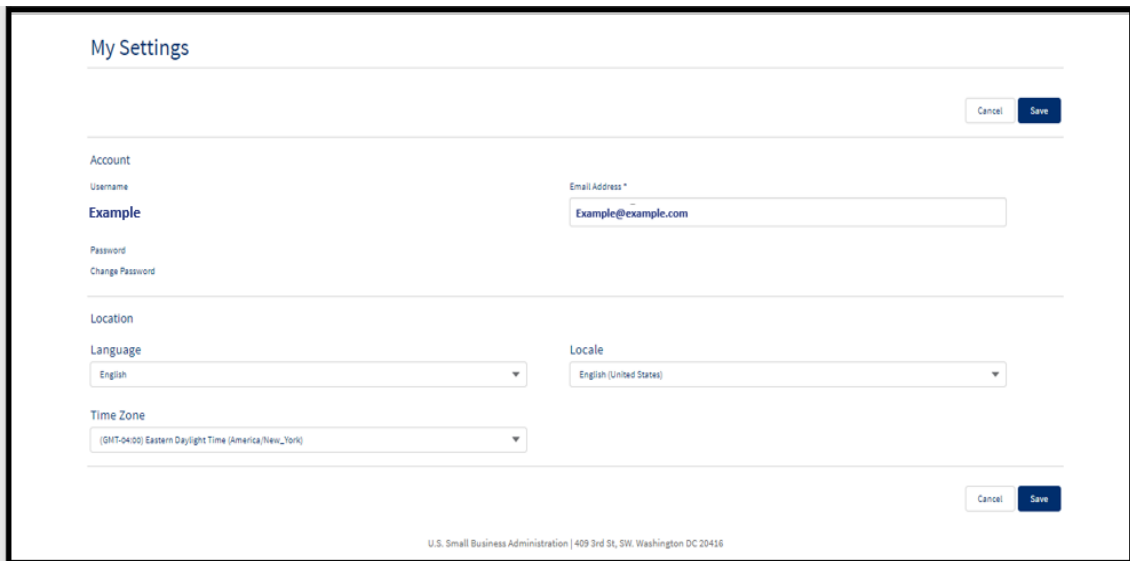 My Settings
Cancel Save
Account
Username Email Address *
Example Example@example.com
Password
Change Password
Location
Language Locale
English English (United States)
Time Zone
(GMT-04:00) Eastern Daylight Time (America/New_York)
Cancel Save
U.S. Small Business Administration | 409 3rd St, SW. Washington DC 20416